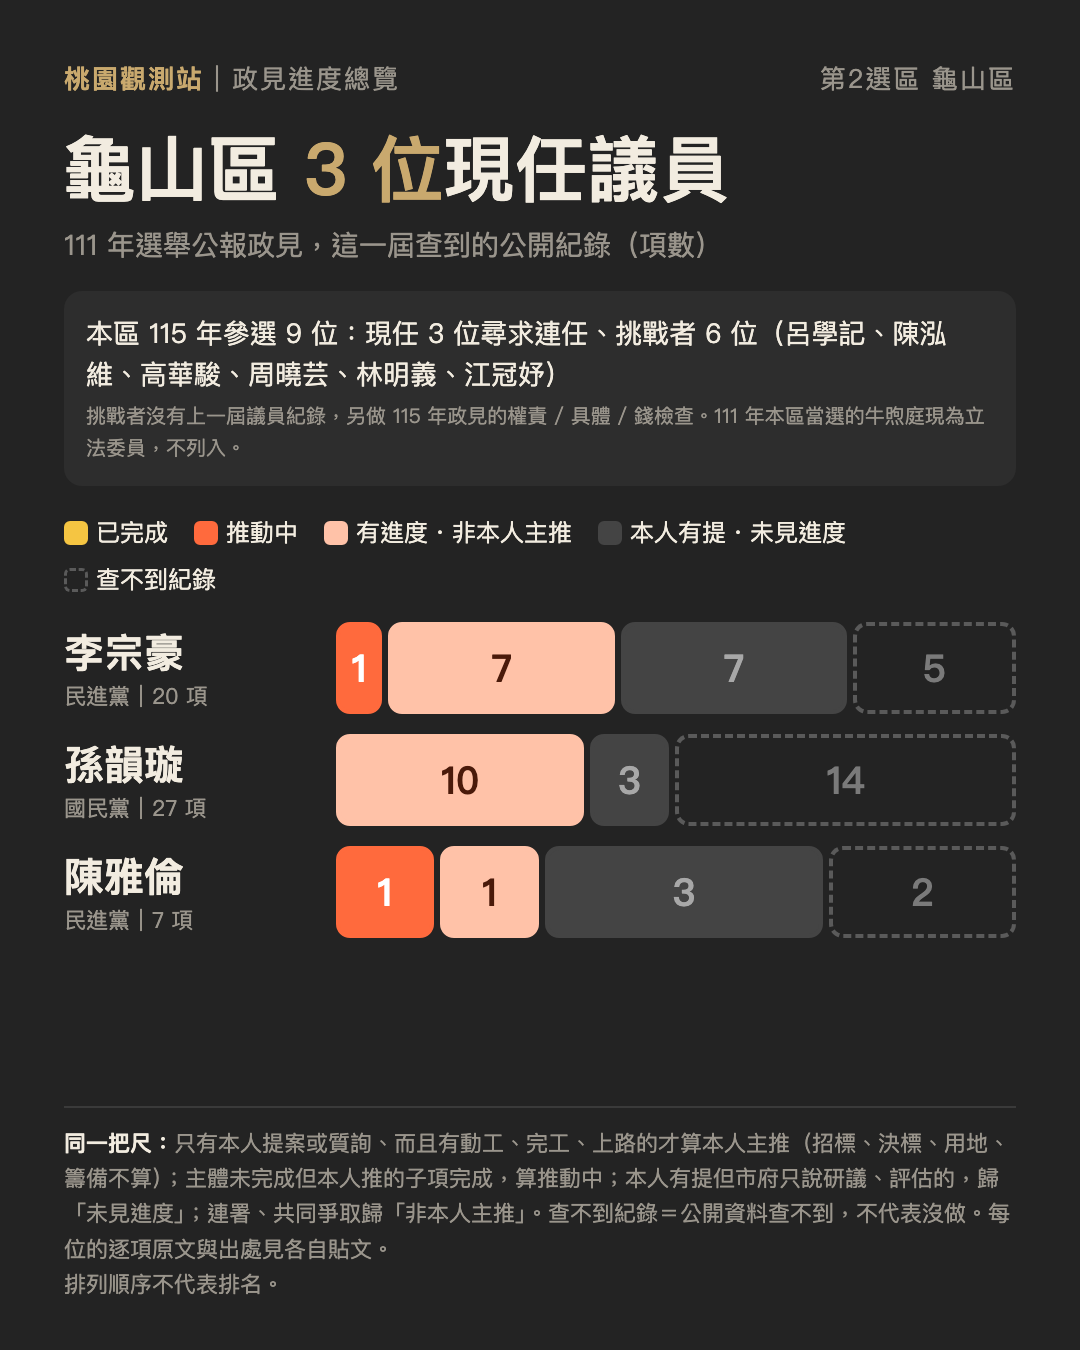 桃園觀測站｜政見進度總覽
第2選區 龜山區
龜山區 3 位現任議員
111 年選舉公報政見，這一屆查到的公開紀錄（項數）
本區 115 年參選 9 位：現任 3 位尋求連任、挑戰者 6 位（呂學記、陳泓
維、高華駿、周曉芸、林明義、江冠妤）
挑戰者沒有上一屆議員紀錄，另做 115 年政見的權責 / 具體 / 錢檢查。111 年本區當選的牛煦庭現為立
法委員，不列入。
已完成 推動中 有進度・非本人主推 本人有提・未見進度
查不到紀錄
李宗豪
民進黨｜20 項
1 7 7 5
孫韻璇
國民黨｜27 項
10 3 14
陳雅倫
民進黨｜7 項
1 1 3 2
同一把尺：只有本人提案或質詢、而且有動工、完工、上路的才算本人主推（招標、決標、用地、
籌備不算）；主體未完成但本人推的子項完成，算推動中；本人有提但市府只說研議、評估的，歸
「未見進度」；連署、共同爭取歸「非本人主推」。查不到紀錄＝公開資料查不到，不代表沒做。每
位的逐項原文與出處見各自貼文。
排列順序不代表排名。